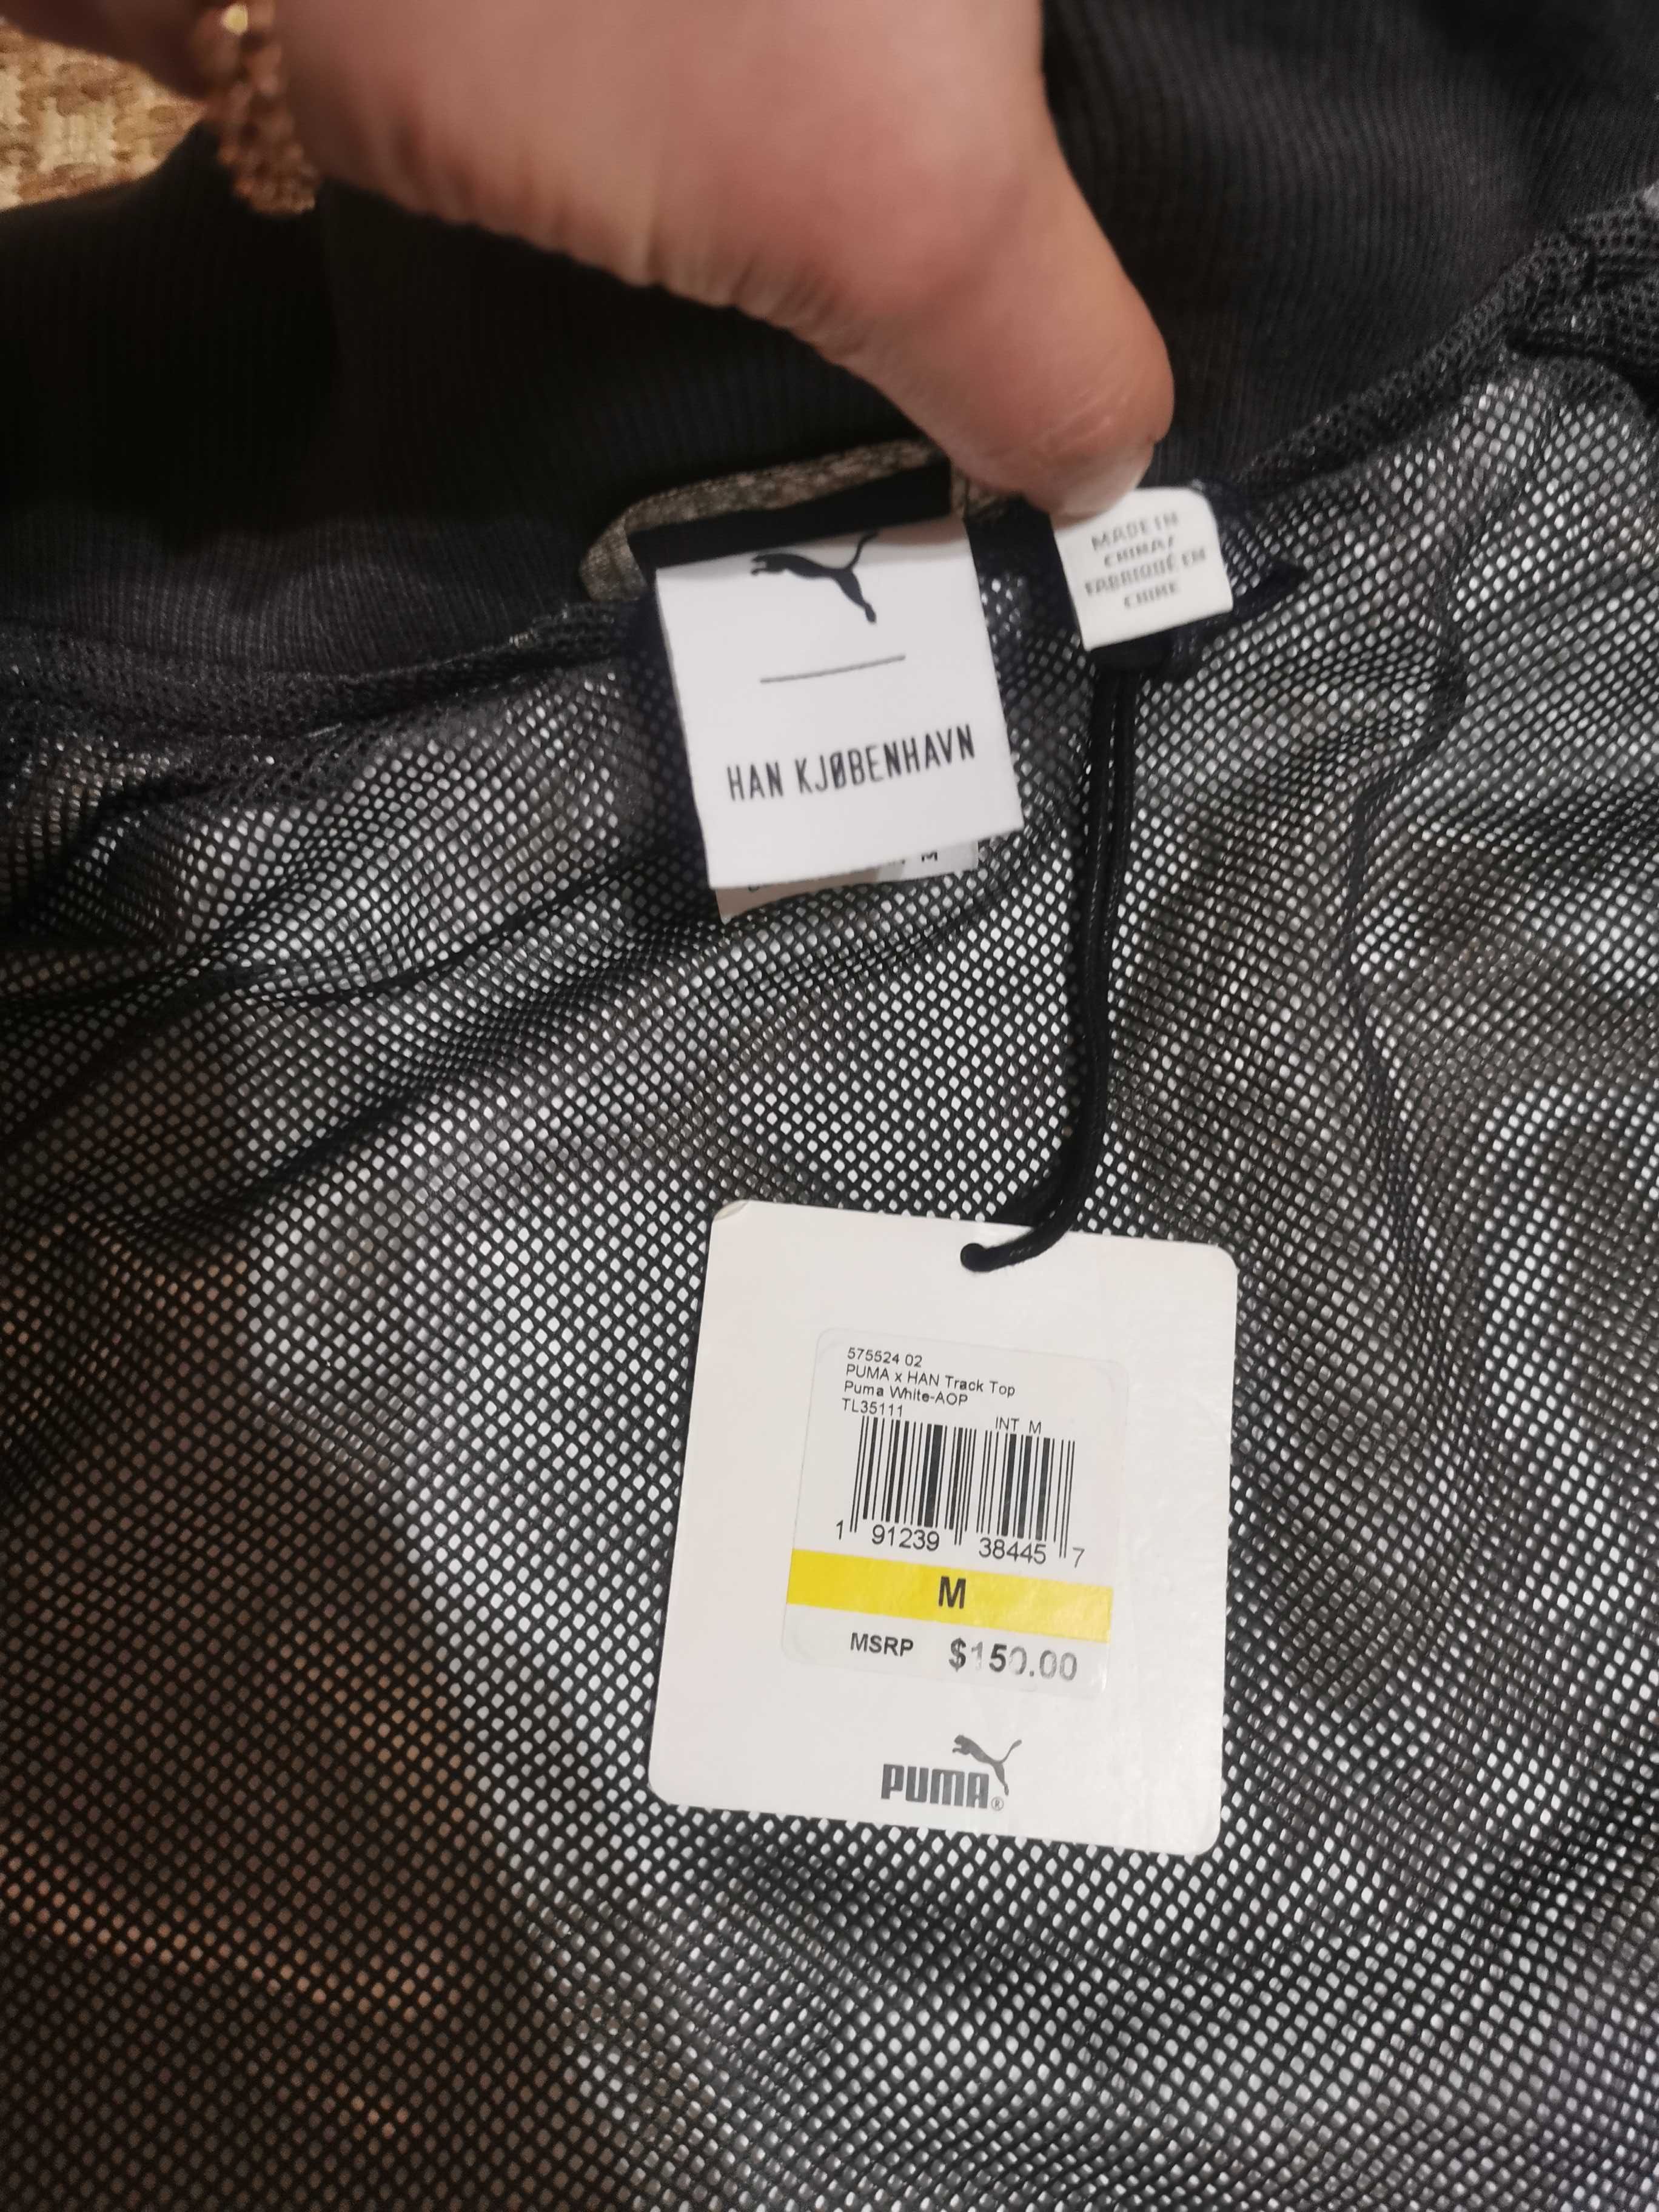 MADE IN
CHINA/
FABRIQUÉ EN
CHINE
HAN KJØBENHAVN
M
575524 02
PUMA x HAN Track Top
Puma White-AOP
TL35111 INT M
1 91239 38445 7
M
MSRP $150.00
PUMA®